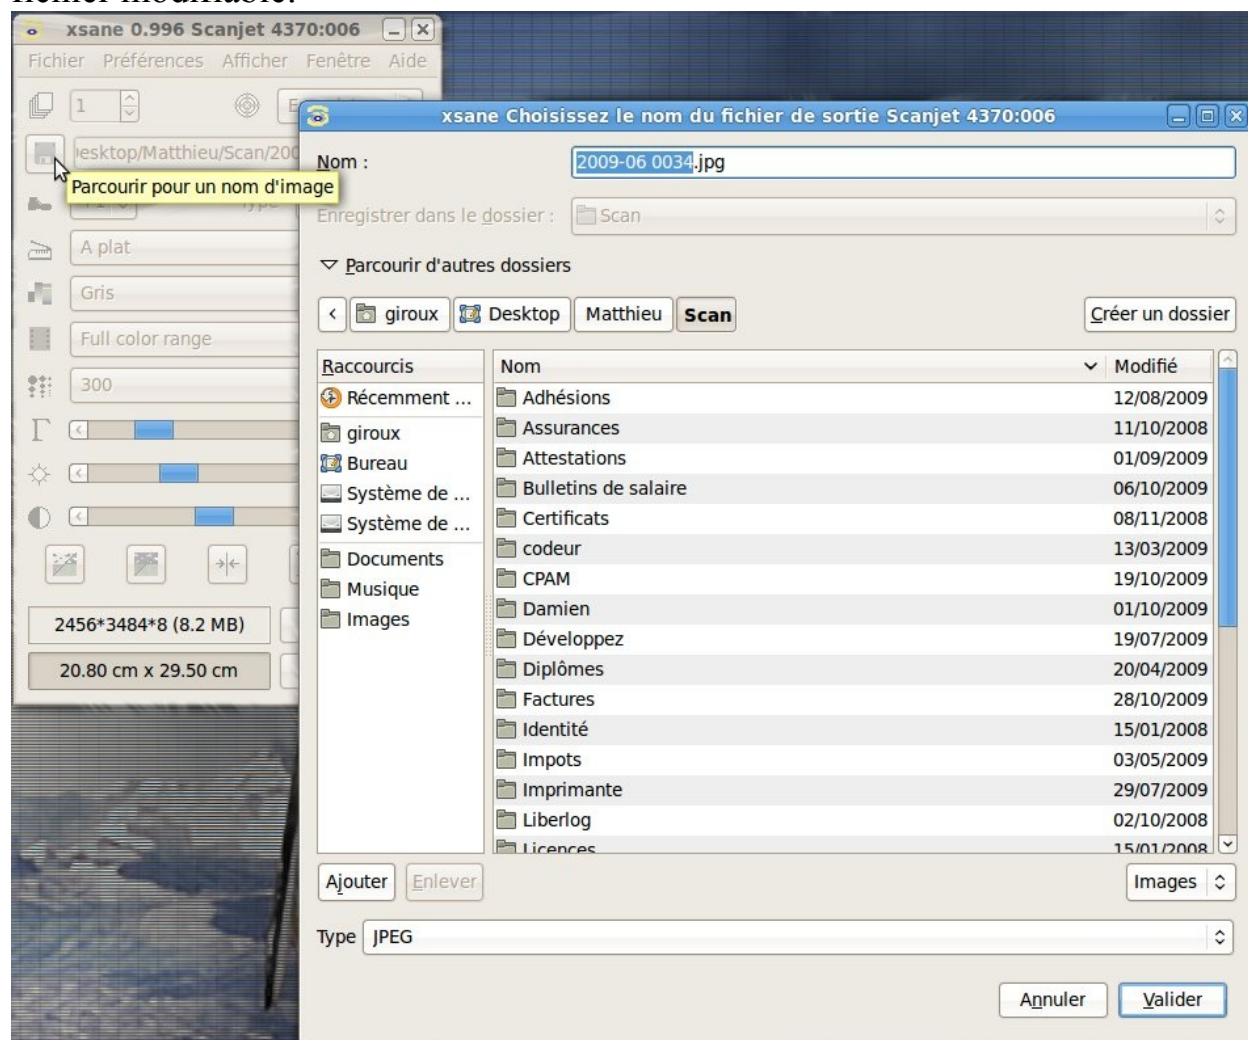 xsane 0.996 Scanjet 4370:006
Fichier Préférences Afficher Fenêtre Aide
1
xsane Choisissez le nom du fichier de sortie Scanjet 4370:006
esktop/Matthieu/Scan/200
Parcourir pour un nom d'image
Nom : 2009-06 0034.jpg
Enregistrer dans le dossier : Scan
A plat
Parcourir d'autres dossiers
Gris
giroux Desktop Matthieu Scan Créer un dossier
Full color range
Raccourcis Nom Modifié
300
Récemment ... Adhésions 12/08/2009
giroux Assurances 11/10/2008
Bureau Attestations 01/09/2009
Système de ... Bulletins de salaire 06/10/2009
Système de ... Certificats 08/11/2008
Documents codeur 13/03/2009
Musique CPAM 19/10/2009
Images Damien 01/10/2009
2456*3484*8 (8.2 MB) Développez 19/07/2009
20.80 cm x 29.50 cm Diplômes 20/04/2009
Factures 28/10/2009
Identité 15/01/2008
Impots 03/05/2009
Imprimante 29/07/2009
Liberlog 02/10/2008
Licences 15/01/2008
Ajouter Enlever Images
Type JPEG
Annuler Valider